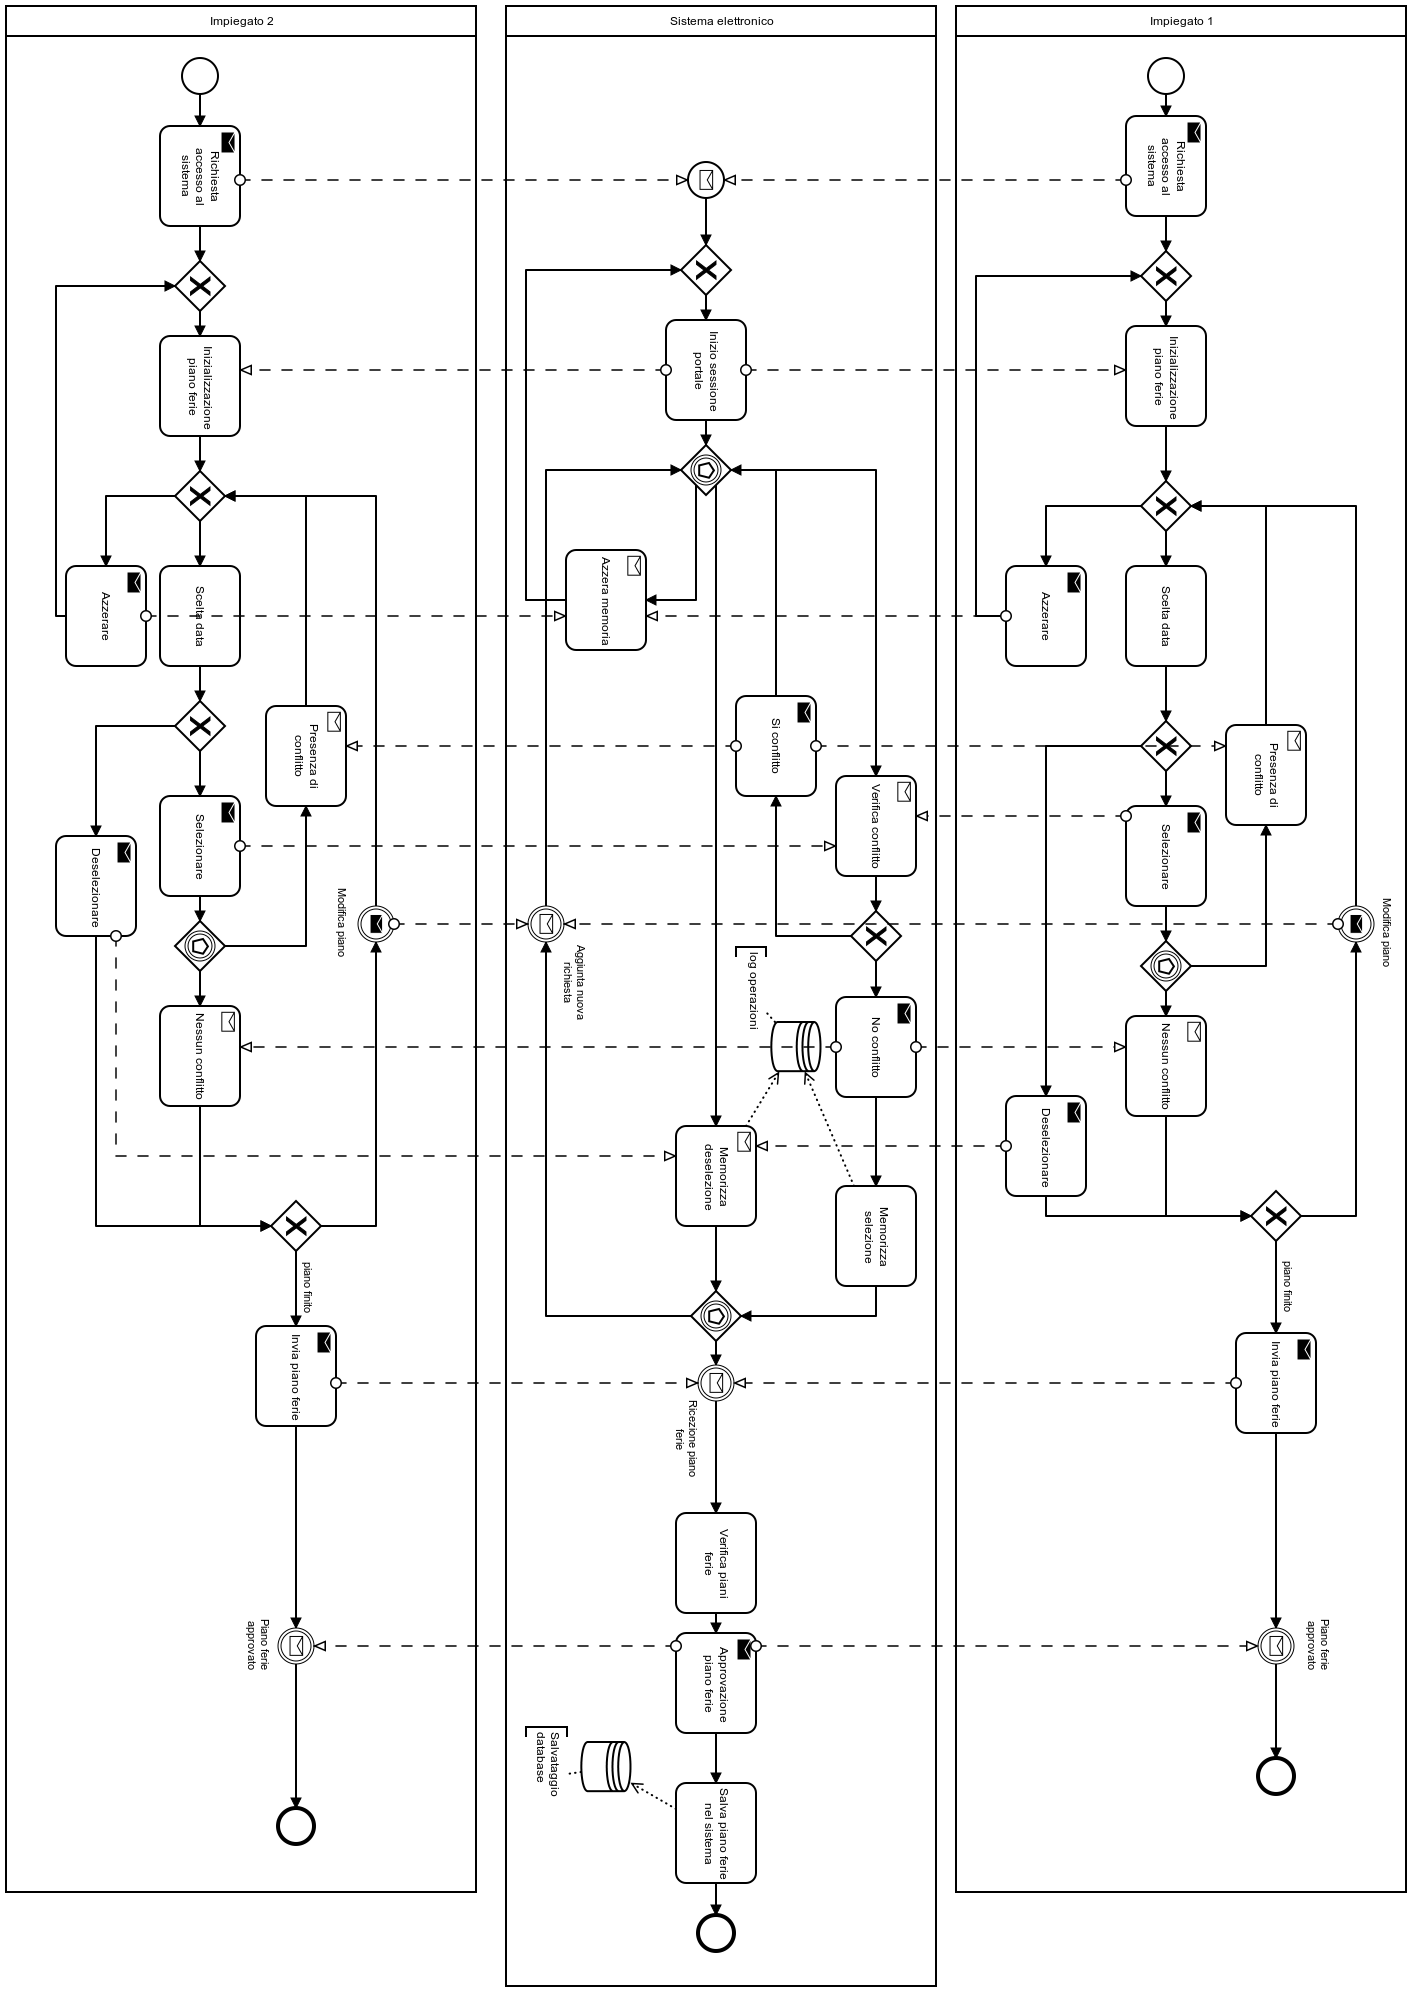 Impiegato 2
Sistema elettronico
Impiegato 1
Richiesta
accesso al
sistema
Inizializzazione
piano ferie
Azzerare
Scelta data
Presenza di
conflitto
Selezionare
Deselezionare
Modifica piano
Nessun conflitto
piano finito
Invia piano ferie
Piano ferie
approvato
Inizio sessione
portale
Azzera memoria
Si conflitto
Verifica conflitto
Aggiunta nuova
richiesta
log operazioni
No conflitto
Memorizza
deselezione
Memorizza
selezione
Ricezione piano
ferie
Verifica piani
ferie
Approvazione
piano ferie
Salvataggio
database
Salva piano ferie
nel sistema
Richiesta
accesso al
sistema
Inizializzazione
piano ferie
Azzerare
Scelta data
Presenza di
conflitto
Selezionare
Modifica piano
Nessun conflitto
Deselezionare
piano finito
Invia piano ferie
Piano ferie
approvato